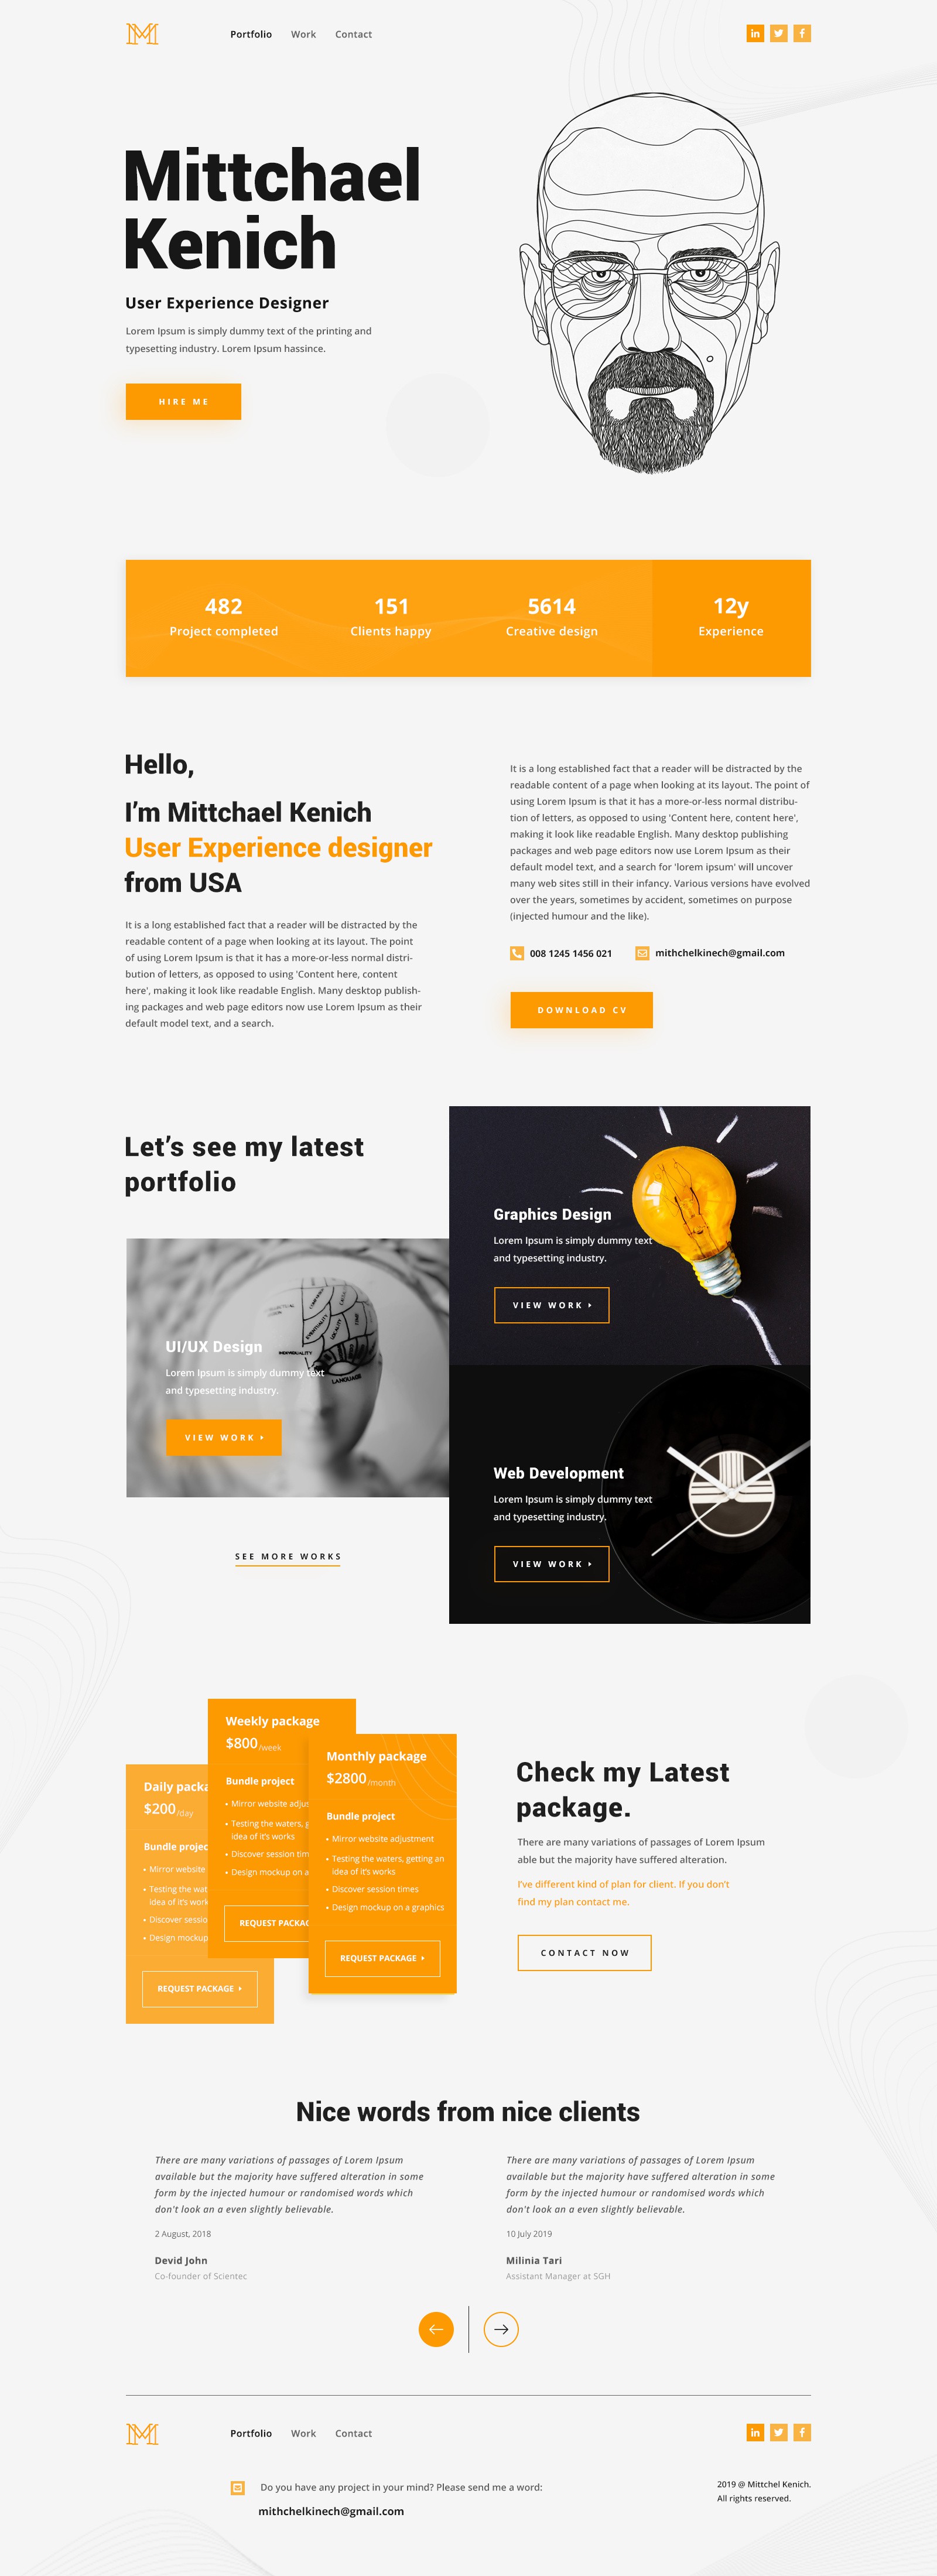 M
Portfolio Work Contact
in f
Mittchael
Kenich
User Experience Designer
Lorem Ipsum is simply dummy text of the printing and
typesetting industry. Lorem Ipsum hassince.
HIRE ME
482
Project completed
151
Clients happy
5614
Creative design
12y
Experience
Hello,
I'm Mittchael Kenich
User Experience designer
from USA
It is a long established fact that a reader will be distracted by the
readable content of a page when looking at its layout. The point
of using Lorem Ipsum is that it has a more-or-less normal distri-
bution of letters, as opposed to using 'Content here, content
here', making it look like readable English. Many desktop publish-
ing packages and web page editors now use Lorem Ipsum as their
default model text, and a search.
It is a long established fact that a reader will be distracted by the
readable content of a page when looking at its layout. The point of
using Lorem Ipsum is that it has a more-or-less normal distribu-
tion of letters, as opposed to using 'Content here, content here',
making it look like readable English. Many desktop publishing
packages and web page editors now use Lorem Ipsum as their
default model text, and a search for 'lorem ipsum' will uncover
many web sites still in their infancy. Various versions have evolved
over the years, sometimes by accident, sometimes on purpose
(injected humour and the like).
008 1245 1456 021
mithchelkinech@gmail.com
DOWNLOAD CV
Let's see my latest
portfolio
UI/UX Design
Lorem Ipsum is simply dummy text
and typesetting industry.
VIEW WORK
INDIVIDUALITY
LANGUAGE
Graphics Design
Lorem Ipsum is simply dummy text
and typesetting industry.
VIEW WORK
Web Development
Lorem Ipsum is simply dummy text
and typesetting industry.
VIEW WORK
SEE MORE WORKS
Daily packa
$200/day
Bundle projec
• Mirror website
• Testing the wat
idea of it's work
• Discover sessio
• Design mockup
REQUEST PACKAGE
Weekly package
$800/week
Bundle project
• Mirror website adjus
• Testing the waters, g
idea of it's works
• Discover session tim
• Design mockup on a
REQUEST PACKAG
Monthly package
$2800/month
Bundle project
• Mirror website adjustment
• Testing the waters, getting an
idea of it's works
• Discover session times
• Design mockup on a graphics
REQUEST PACKAGE
Check my Latest
package.
There are many variations of passages of Lorem Ipsum
able but the majority have suffered alteration.
I've different kind of plan for client. If you don't
find my plan contact me.
CONTACT NOW
Nice words from nice clients
There are many variations of passages of Lorem Ipsum
available but the majority have suffered alteration in some
form by the injected humour or randomised words which
don't look an a even slightly believable.
2 August, 2018
Devid John
Co-founder of Scientec
There are many variations of passages of Lorem Ipsum
available but the majority have suffered alteration in some
form by the injected humour or randomised words which
don't look an a even slightly believable.
10 July 2019
Milinia Tari
Assistant Manager at SGH
M
Portfolio Work Contact
in f
Do you have any project in your mind? Please send me a word:
mithchelkinech@gmail.com
2019 @ Mittchel Kenich.
All rights reserved.